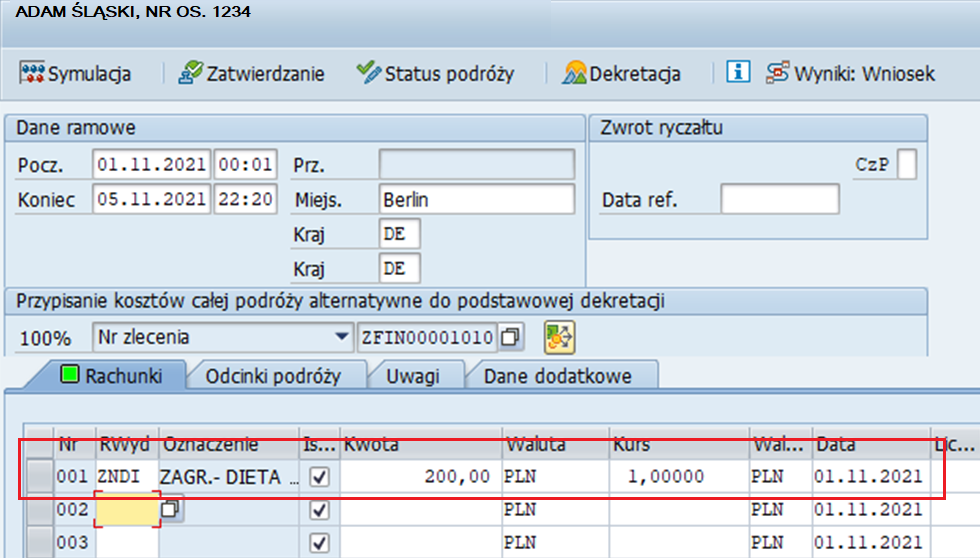 ADAM ŚLĄSKI, NR OS. 1234
Symulacja Zatwierdzanie Status podróży Dekretacja Wyniki: Wniosek
Dane ramowe
Zwrot ryczałtu
Pocz. 01.11.2021 00:01 Prz. CzP
Koniec 05.11.2021 22:20 Miejs. Berlin Data ref.
Kraj DE
Kraj DE
Przypisanie kosztów całej podróży alternatywne do podstawowej dekretacji
100% Nr zlecenia ZFIN00001010
Rachunki Odcinki podróży Uwagi Dane dodatkowe
Nr RWyd Oznaczenie Is... Kwota Waluta Kurs Wal... Data Lic...
001 ZNDI ZAGR.- DIETA ... 200,00 PLN 1,00000 PLN 01.11.2021
002 PLN PLN 01.11.2021
003 PLN PLN 01.11.2021